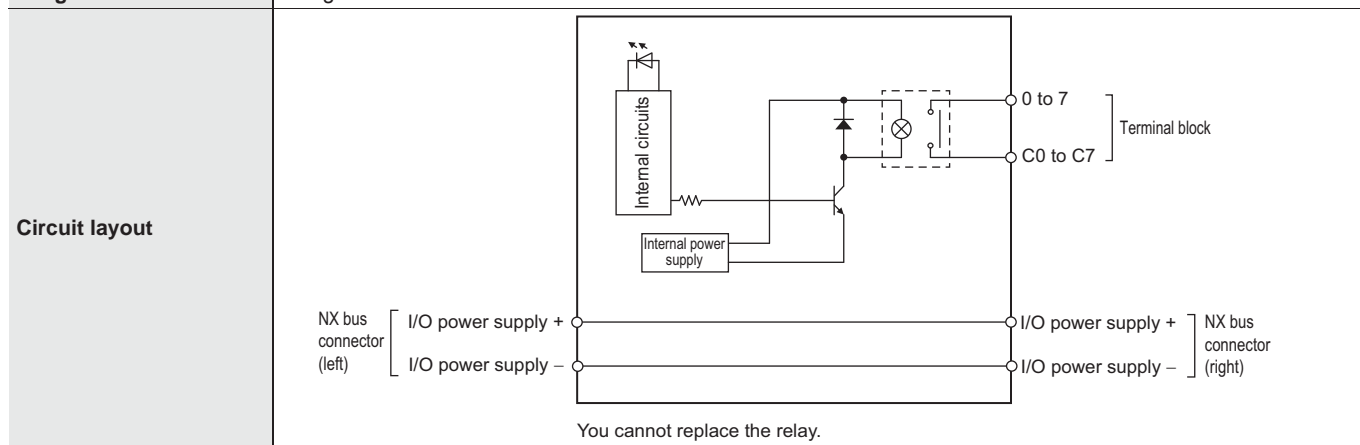 Circuit layout
Internal circuits
0 to 7
Terminal block
C0 to C7
Internal power
supply
NX bus
connector
(left)
I/O power supply +
I/O power supply –
I/O power supply +
I/O power supply –
NX bus
connector
(right)
You cannot replace the relay.